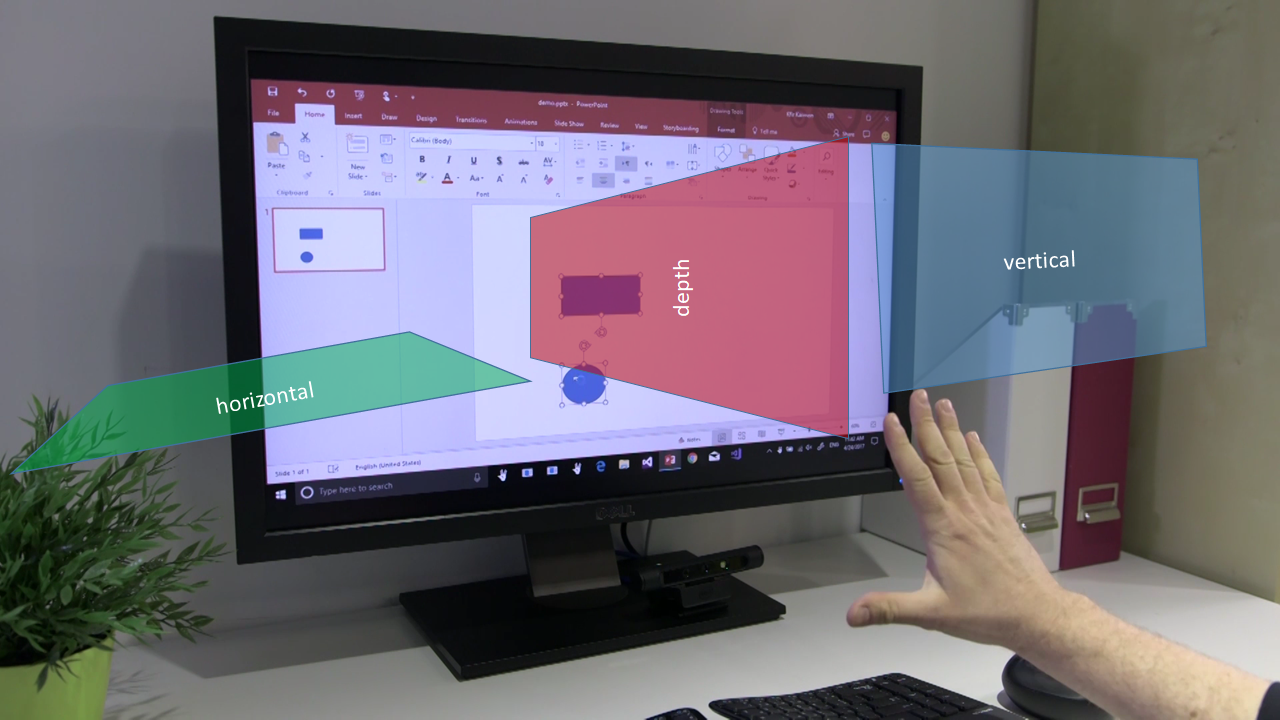 demo.pptx - PowerPoint
Drawing Tools
File Home Insert Draw Design Transitions Animations Slide Show Review View Storyboarding Format Tell me Share
Calibri (Body) 18
Paste
New
Slide
B I U S abc AV
A Aa A A
Arrange
Quick
Styles
Editing
Clipboard Slides Font Paragraph Drawing
1
depth
vertical
horizontal
Slide 1 of 1 English (United States) Notes
Type here to search
ENG
DELL